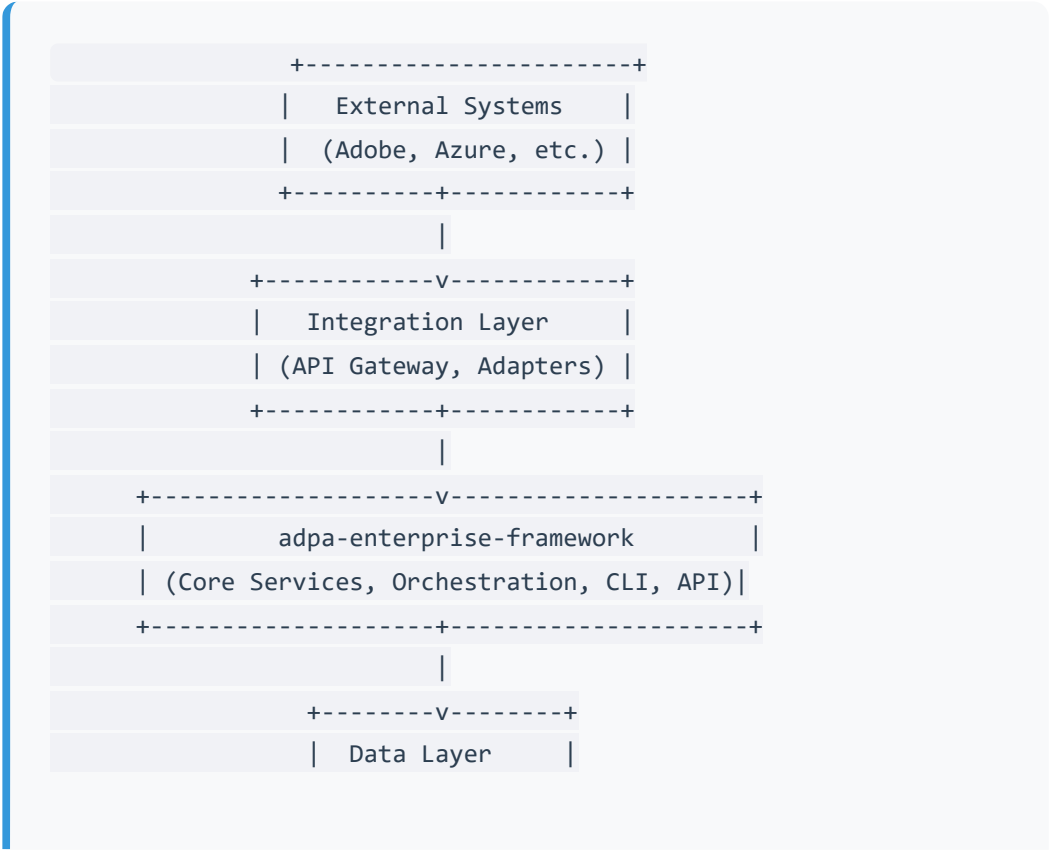 +-----------------------+
                |   External Systems    |
                |  (Adobe, Azure, etc.) |
                +----------+------------+
                           |
              +------------v------------+
              |   Integration Layer     |
              | (API Gateway, Adapters) |
              +------------+------------+
                           |
      +--------------------v---------------------+
      |         adpa-enterprise-framework        |
      | (Core Services, Orchestration, CLI, API)|
      +--------------------+---------------------+
                           |
                  +--------v--------+
                  |  Data Layer     |